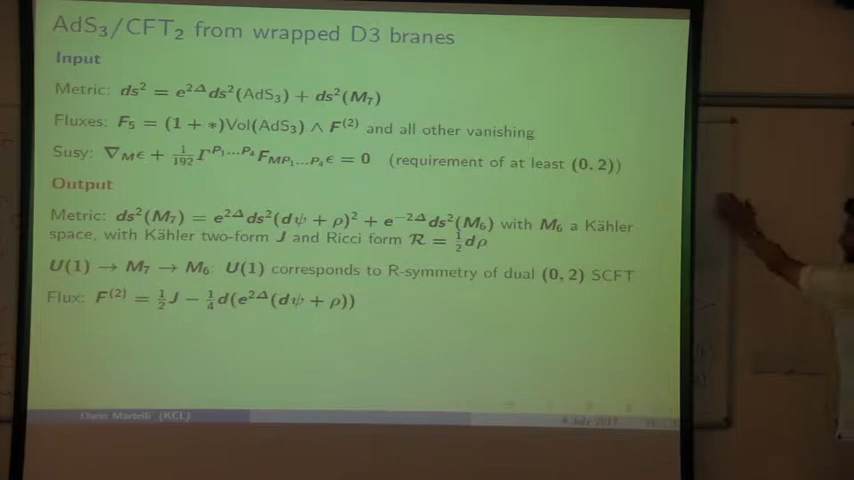 AdS₃/CFT₂ from wrapped D3 branes
Input
Metric: ds² = e^{2Δ}ds²(AdS₃) + ds²(M₇)
Fluxes: F₅ = (1 + *)Vol(AdS₃) ∧ F^{(2)} and all other vanishing
Susy: ∇_M ϵ + 1/192 Γ^{P₁...P₄} F_{MP₁...P₄} ϵ = 0 (requirement of at least (0, 2))
Output
Metric: ds²(M₇) = e^{2Δ}ds²(dψ + ρ)² + e^{−2Δ}ds²(M₆) with M₆ a Kähler
space, with Kähler two-form J and Ricci form R = 1/2 dρ
U(1) → M₇ → M₆: U(1) corresponds to R-symmetry of dual (0, 2) SCFT
Flux: F^{(2)} = 1/2 J − 1/4 d(e^{2Δ}(dψ + ρ))
Dario Martelli (KCL) 4 July 2017